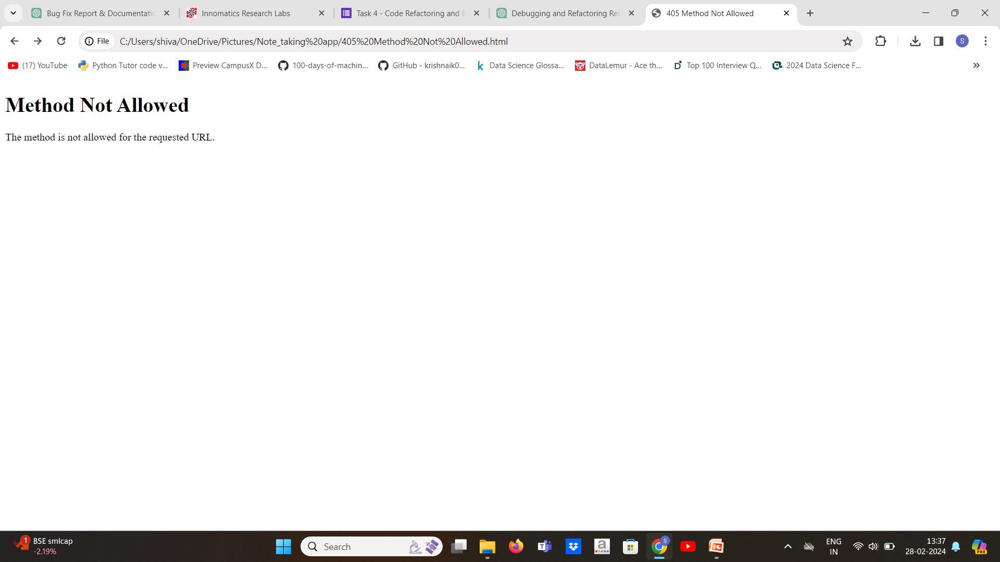 Bug Fix Report & Documentatic
Innomatics Research Labs
Task 4 - Code Refactoring and B
Debugging and Refactoring Rec
405 Method Not Allowed
File
C:/Users/shiva/OneDrive/Pictures/Note_taking%20app/405%20Method%20Not%20Allowed.html
S
(17) YouTube
Python Tutor code v...
Preview CampusX D...
100-days-of-machin...
GitHub - krishnaik0...
Data Science Glossa...
DataLemur - Ace th...
Top 100 Interview Q...
2024 Data Science F...
Method Not Allowed
The method is not allowed for the requested URL.
1
BSE smlcap
-2.19%
Search
S
ENG
IN
13:37
28-02-2024
PRE